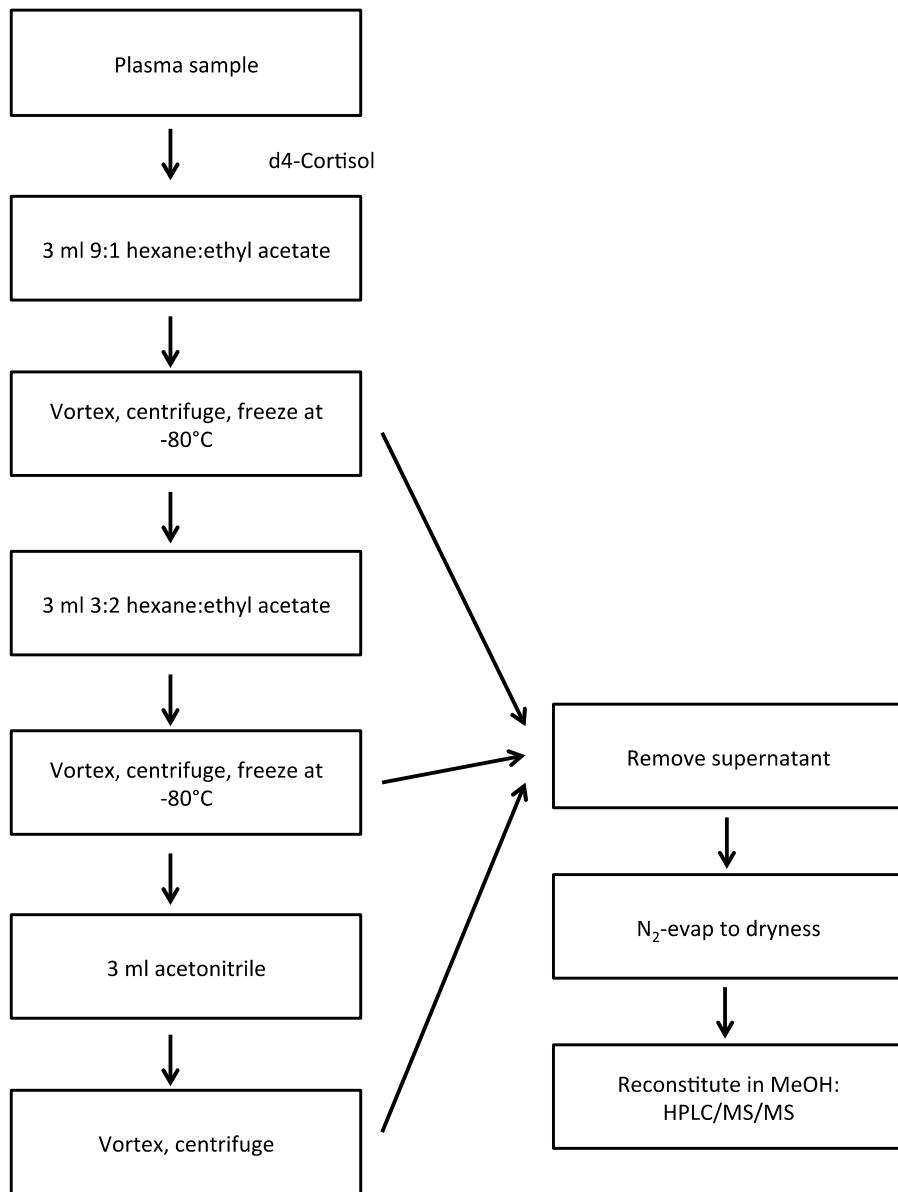 Plasma sample
d4-Cortisol
3 ml 9:1 hexane:ethyl acetate
Vortex, centrifuge, freeze at
-80°C
3 ml 3:2 hexane:ethyl acetate
Vortex, centrifuge, freeze at
-80°C
3 ml acetonitrile
Vortex, centrifuge
Remove supernatant
N₂-evap to dryness
Reconstitute in MeOH:
HPLC/MS/MS